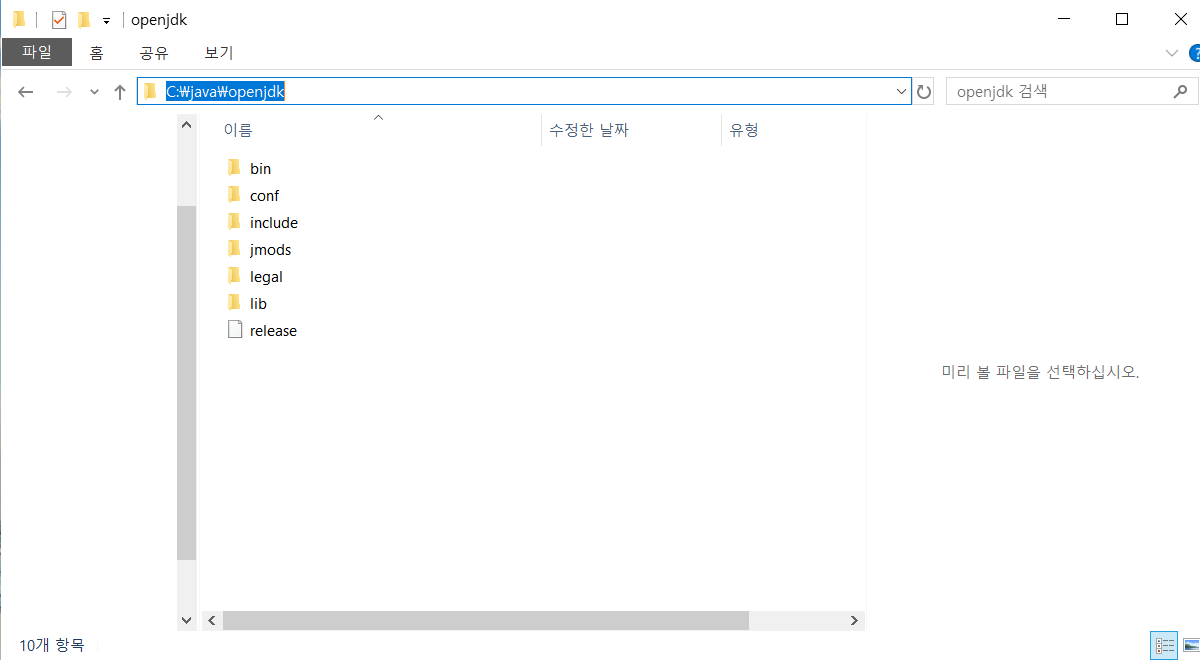 openjdk
파일 홈 공유 보기
C:₩java₩openjdk openjdk 검색
이름 수정한 날짜 유형
bin
conf
include
jmods
legal
lib
release
미리 볼 파일을 선택하십시오.
10개 항목